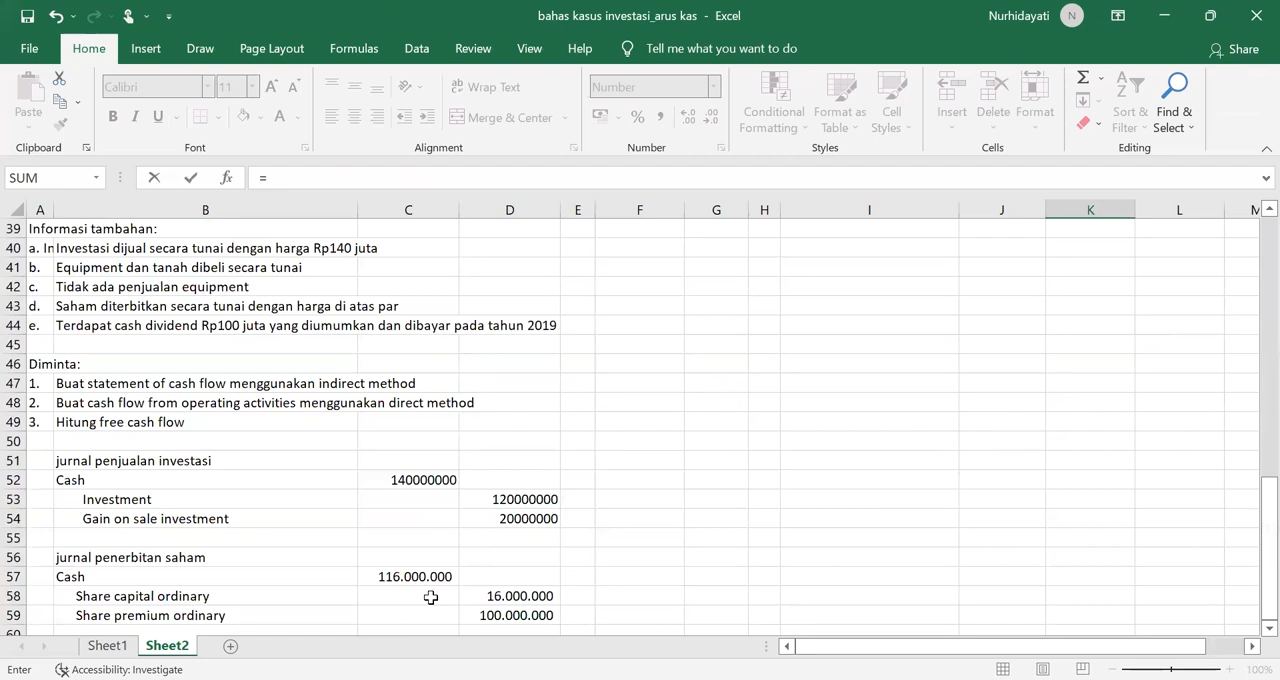 bahas kasus investasi_arus kas - Excel
Nurhidayati N
File Home Insert Draw Page Layout Formulas Data Review View Help Tell me what you want to do Share
Calibri 11 Wrap Text Number
Paste B I U Merge & Center % Conditional Formatting Format as Table Cell Styles Insert Delete Format Sort & Filter Find & Select
Clipboard Font Alignment Number Styles Cells Editing
SUM fx =
A B C D E F G H I J K L M
39 Informasi tambahan:
40 a. In Investasi dijual secara tunai dengan harga Rp140 juta
41 b. Equipment dan tanah dibeli secara tunai
42 c. Tidak ada penjualan equipment
43 d. Saham diterbitkan secara tunai dengan harga di atas par
44 e. Terdapat cash dividend Rp100 juta yang diumumkan dan dibayar pada tahun 2019
45
46 Diminta:
47 1. Buat statement of cash flow menggunakan indirect method
48 2. Buat cash flow from operating activities menggunakan direct method
49 3. Hitung free cash flow
50
51 jurnal penjualan investasi
52 Cash 140000000
53 Investment 120000000
54 Gain on sale investment 20000000
55
56 jurnal penerbitan saham
57 Cash 116.000.000
58 Share capital ordinary 16.000.000
59 Share premium ordinary 100.000.000
60
Sheet1 Sheet2
Enter Accessibility: Investigate 100%